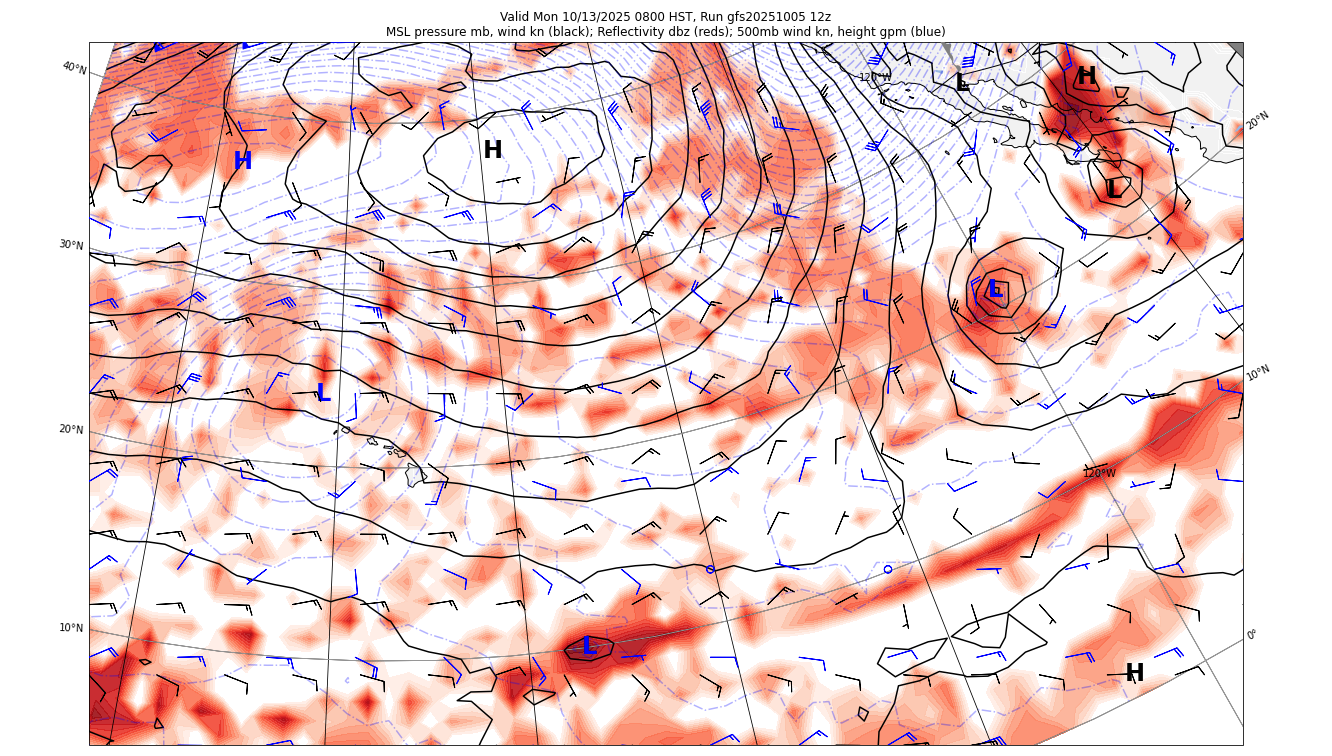 Valid Mon 10/13/2025 0800 HST, Run gfs20251005 12z
MSL pressure mb, wind kn (black); Reflectivity dbz (reds); 500mb wind kn, height gpm (blue)
40°N
120°W
L
H
20°N
H
H
L
30°N
L
10°N
L
20°N
120°W
10°N
0°
L
H